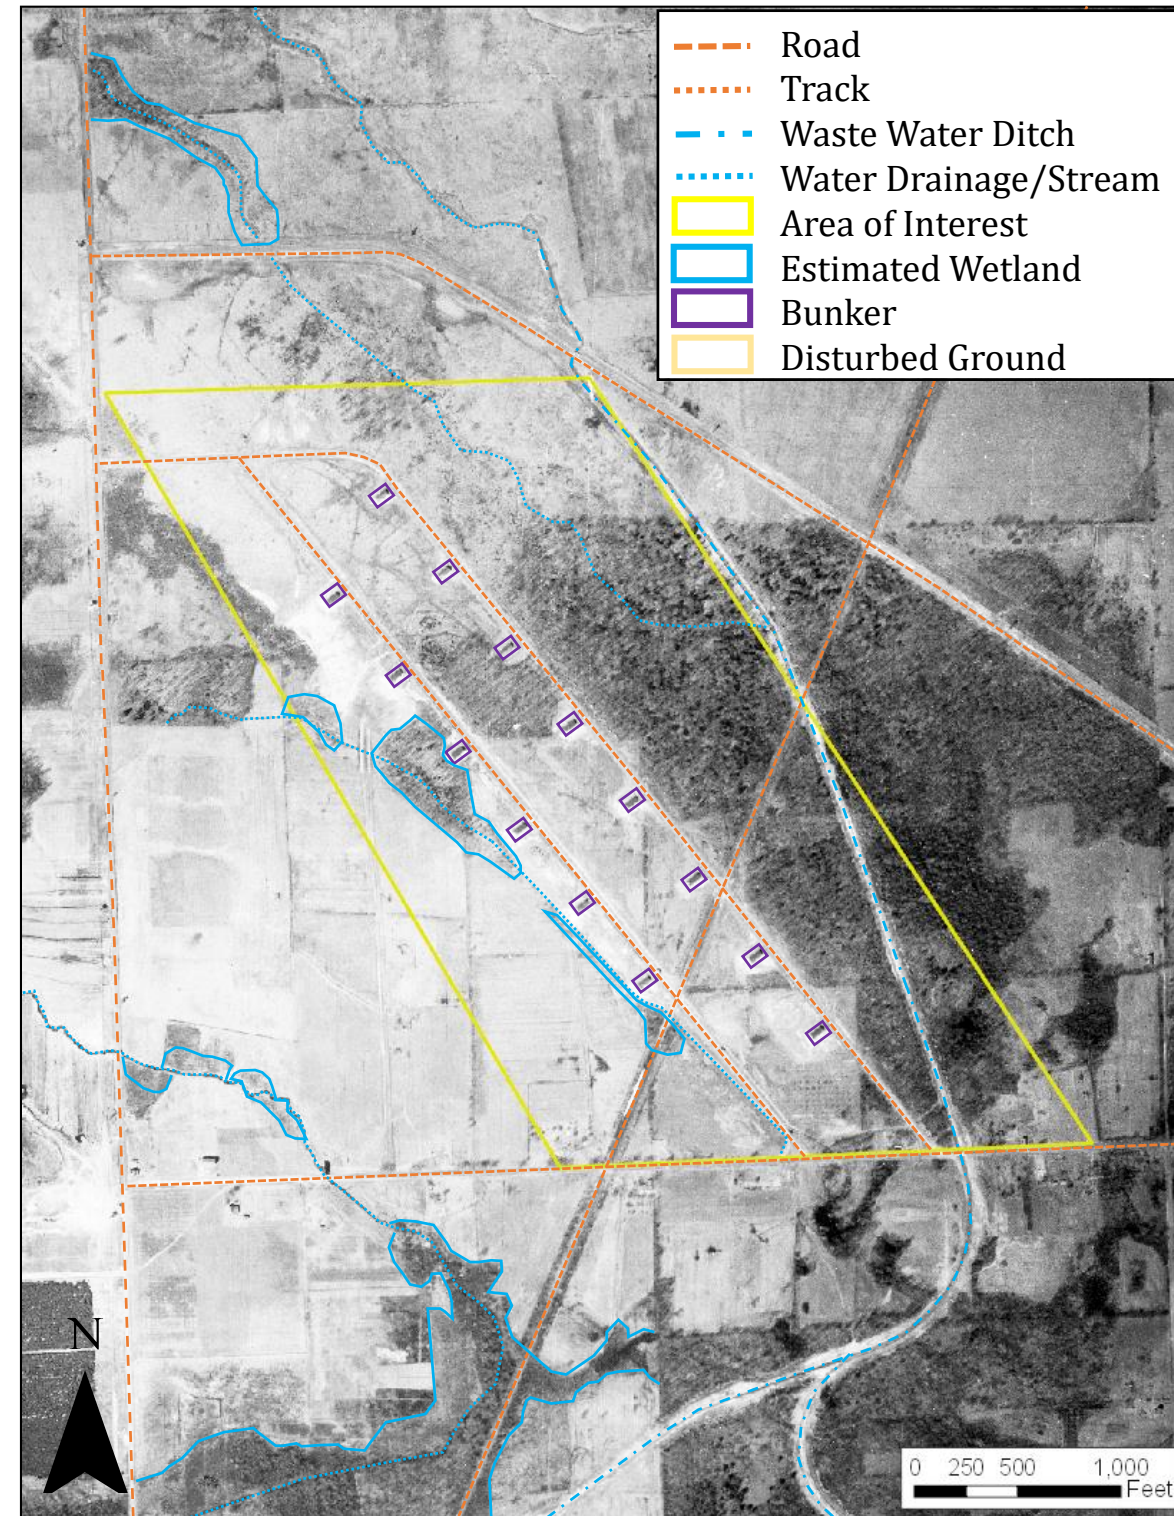 Road
Track
Waste Water Ditch
Water Drainage/Stream
Area of Interest
Estimated Wetland
Bunker
Disturbed Ground
N
0 250 500 1,000
Feet